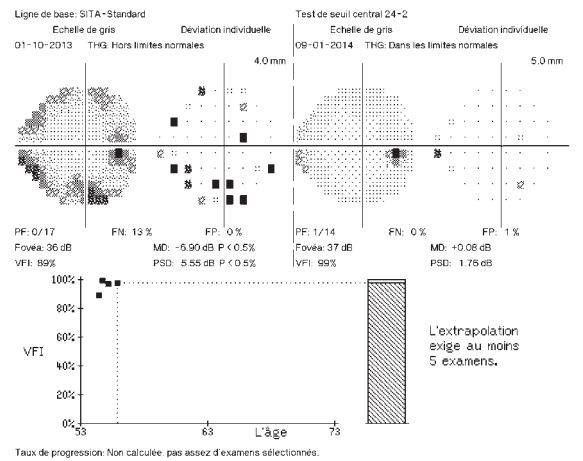 Ligne de base: SITA-Standard
Test de seuil central 24-2
Echelle de gris
Déviation individuelle
Echelle de gris
Déviation individuelle
01-10-2013 THG: Hors limites normales
09-01-2014 THG: Dans les limites normales
4.0 mm
5.0 mm
PF: 0/17 FN: 13 % FP: 0 %
PF: 1/14 FN: 0 % FP: 1 %
Fovéa: 36 dB MD: -6.90 dB P < 0.5%
Fovéa: 37 dB MD: +0.08 dB
VFI: 89% PSD: 5.55 dB P < 0.5%
VFI: 99% PSD: 1.76 dB
100%
80%
VFI
60%
40%
20%
0%
53
63
L'âge
73
L'extrapolation
exige au moins
5 examens.
Taux de progression: Non calculée, pas assez d'examens sélectionnés.